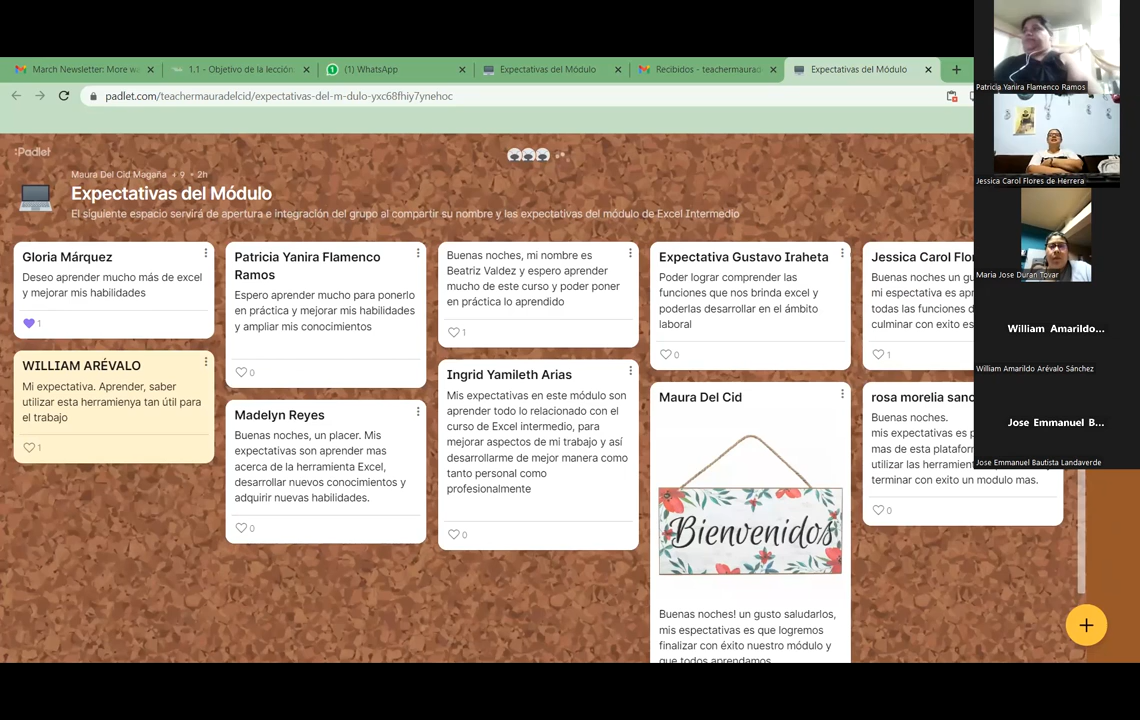 March Newsletter: More w
1.1 - Objetivo de la lección
(1) WhatsApp
Expectativas del Módulo
Recibidos - teachermaurad
Expectativas del Módulo
padlet.com/teachermauradelcid/expectativas-del-m-dulo-yxc68fhiy7ynehoc
:Padlet
Maura Del Cid Magaña + 9 • 2h
Expectativas del Módulo
El siguiente espacio servirá de apertura e integración del grupo al compartir su nombre y las expectativas del módulo de Excel Intermedio
Gloria Márquez
Deseo aprender mucho más de excel
y mejorar mis habilidades
1
WILLIAM ARÉVALO
Mi expectativa. Aprender, saber
utilizar esta herramienya tan útil para
el trabajo
1
Patricia Yanira Flamenco
Ramos
Espero aprender mucho para ponerlo
en práctica y mejorar mis habilidades
y ampliar mis conocimientos
0
Madelyn Reyes
Buenas noches, un placer. Mis
expectativas son aprender mas
acerca de la herramienta Excel,
desarrollar nuevos conocimientos y
adquirir nuevas habilidades.
0
Buenas noches, mi nombre es
Beatriz Valdez y espero aprender
mucho de este curso y poder poner
en práctica lo aprendido
1
Ingrid Yamileth Arias
Mis expectativas en este módulo son
aprender todo lo relacionado con el
curso de Excel intermedio, para
mejorar aspectos de mi trabajo y así
desarrollarme de mejor manera como
tanto personal como
profesionalmente
0
Expectativa Gustavo Iraheta
Poder lograr comprender las
funciones que nos brinda excel y
poderlas desarrollar en el ámbito
laboral
0
Maura Del Cid
Bienvenidos
Buenas noches! un gusto saludarlos,
mis espectativas es que logremos
finalizar con éxito nuestro módulo y
que todos aprendamos
Jessica Carol Flor
Buenas noches un gu
mi espectativa es apr
todas las funciones d
culminar con exito es
1
rosa morelia sanc
Buenas noches.
mis expectativas es p
mas de esta platafor
utilizar las herramien
terminar con exito un modulo mas.
0
Patricia Yanira Flamenco Ramos
Jessica Carol Flores de Herrera
Maria Jose Duran Tovar
William Amarildo...
William Amarildo Arévalo Sánchez
Jose Emmanuel B...
Jose Emmanuel Bautista Landaverde